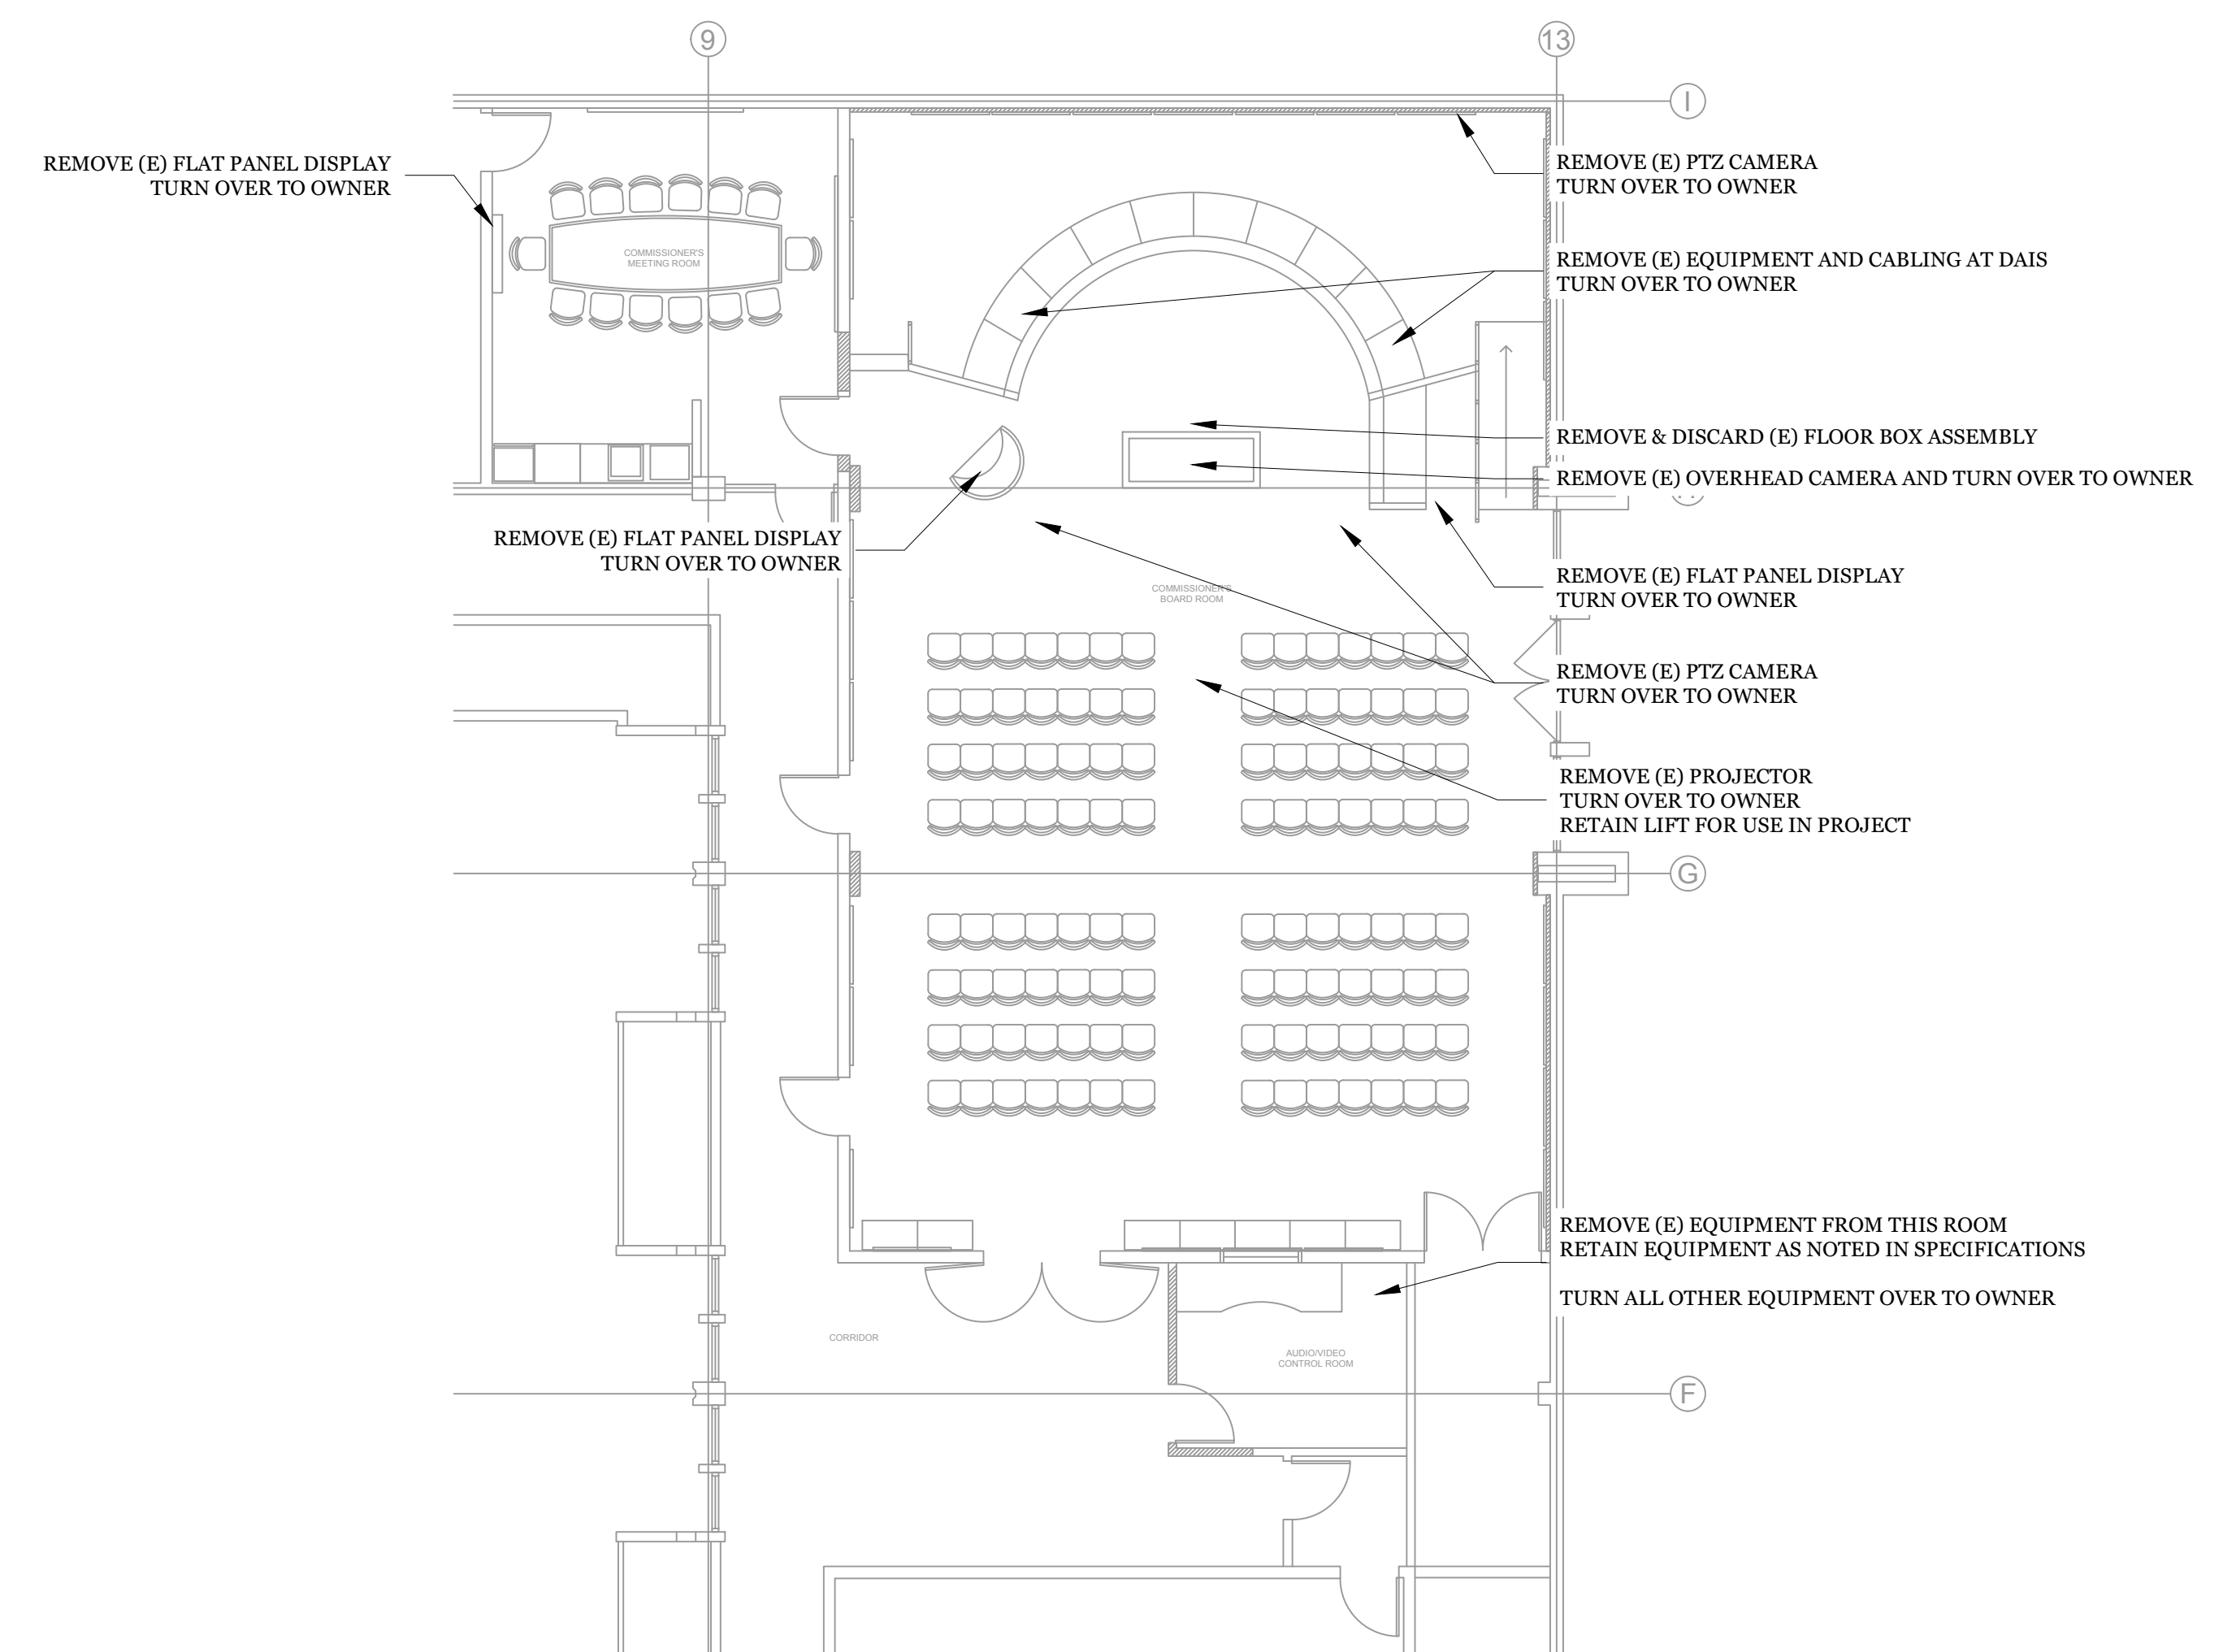 9
13
I
REMOVE (E) FLAT PANEL DISPLAY
TURN OVER TO OWNER
REMOVE (E) PTZ CAMERA
TURN OVER TO OWNER
COMMISSIONER'S
MEETING ROOM
REMOVE (E) EQUIPMENT AND CABLING AT DAIS
TURN OVER TO OWNER
REMOVE & DISCARD (E) FLOOR BOX ASSEMBLY
REMOVE (E) OVERHEAD CAMERA AND TURN OVER TO OWNER
REMOVE (E) FLAT PANEL DISPLAY
TURN OVER TO OWNER
REMOVE (E) FLAT PANEL DISPLAY
TURN OVER TO OWNER
COMMISSIONER'S
BOARD ROOM
REMOVE (E) PTZ CAMERA
TURN OVER TO OWNER
REMOVE (E) PROJECTOR
TURN OVER TO OWNER
RETAIN LIFT FOR USE IN PROJECT
G
REMOVE (E) EQUIPMENT FROM THIS ROOM
RETAIN EQUIPMENT AS NOTED IN SPECIFICATIONS
TURN ALL OTHER EQUIPMENT OVER TO OWNER
CORRIDOR
AUDIO/VIDEO
CONTROL ROOM
F